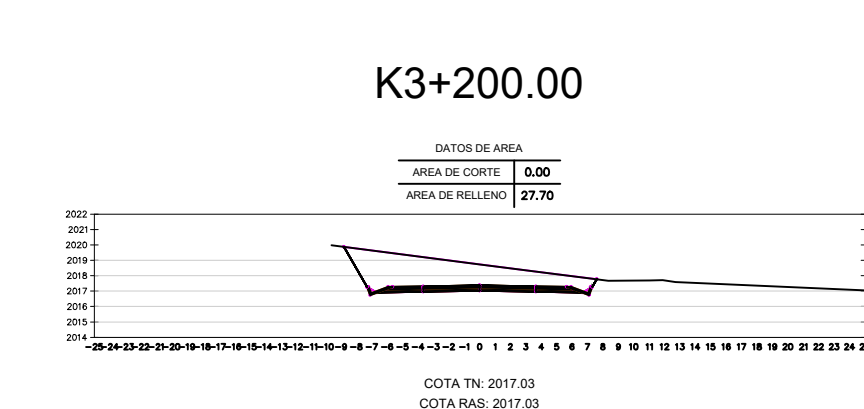 K3+200.00
DATOS DE AREA
AREA DE CORTE 0.00
AREA DE RELLENO 27.70
2022
2021
2020
2019
2018
2017
2016
2015
2014
-25-24-23-22-21-20-19-18-17-16-15-14-13-12-11-10-9 -8 -7 -6 -5 -4 -3 -2 -1 0 1 2 3 4 5 6 7 8 9 10 11 12 13 14 15 16 17 18 19 20 21 22 23 24 2
COTA TN: 2017.03
COTA RAS: 2017.03